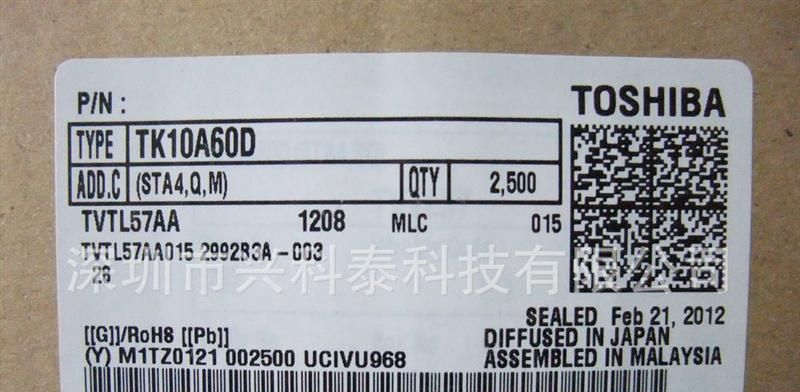 P/N :
TOSHIBA
TYPE TK10A60D
ADD.C (STA4,Q,M) QTY 2,500
TVTL57AA 1208 MLC 015
TVTL57AA015 2992B3A-003
26
深圳市兴科泰科技有限公司
SEALED Feb 21, 2012
[[G]]/RoHS [[Pb]] DIFFUSED IN JAPAN
(Y) M1TZ0121 002500 UCIVU968 ASSEMBLED IN MALAYSIA